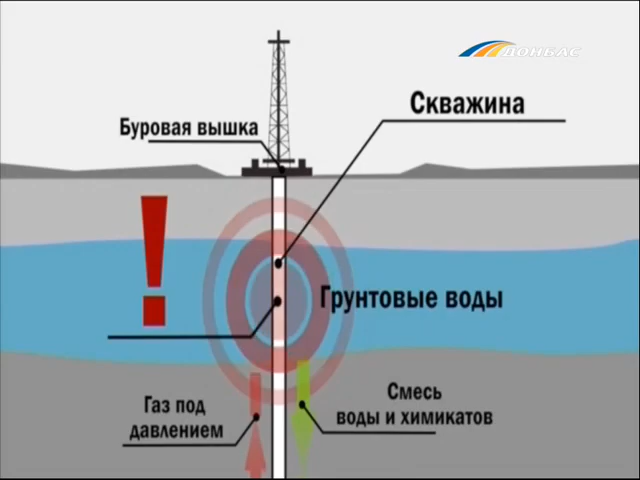 ДОНБАС
Скважина
Буровая вышка
!
Грунтовые воды
Газ под
давлением
Смесь
воды и химикатов